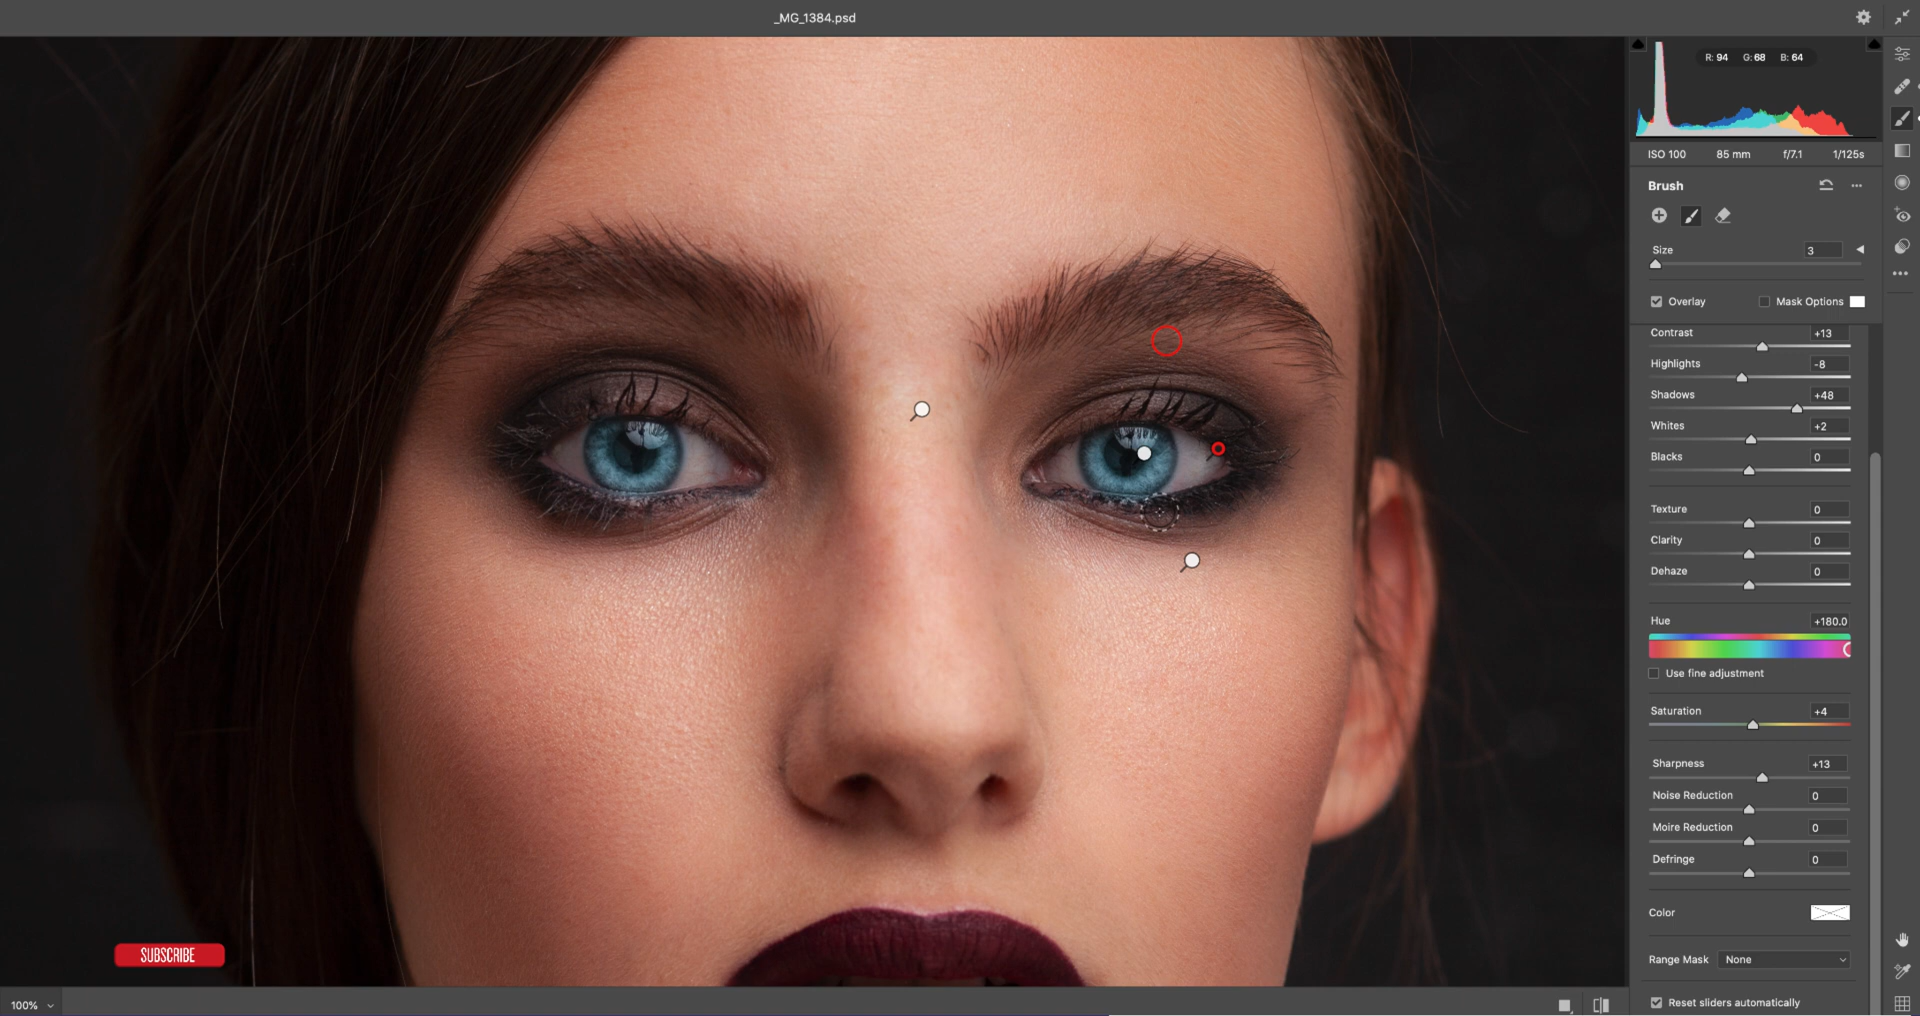 _MG_1384.psd
R: 94 G: 68 B: 64
ISO 100 85 mm f/7.1 1/125s
Brush
Size 3
Overlay Mask Options
Contrast +13
Highlights -8
Shadows +48
Whites +2
Blacks 0
Texture 0
Clarity 0
Dehaze 0
Hue +180.0
Use fine adjustment
Saturation +4
Sharpness +13
Noise Reduction 0
Moire Reduction 0
Defringe 0
Color
Range Mask None
Reset sliders automatically
SUBSCRIBE
100%